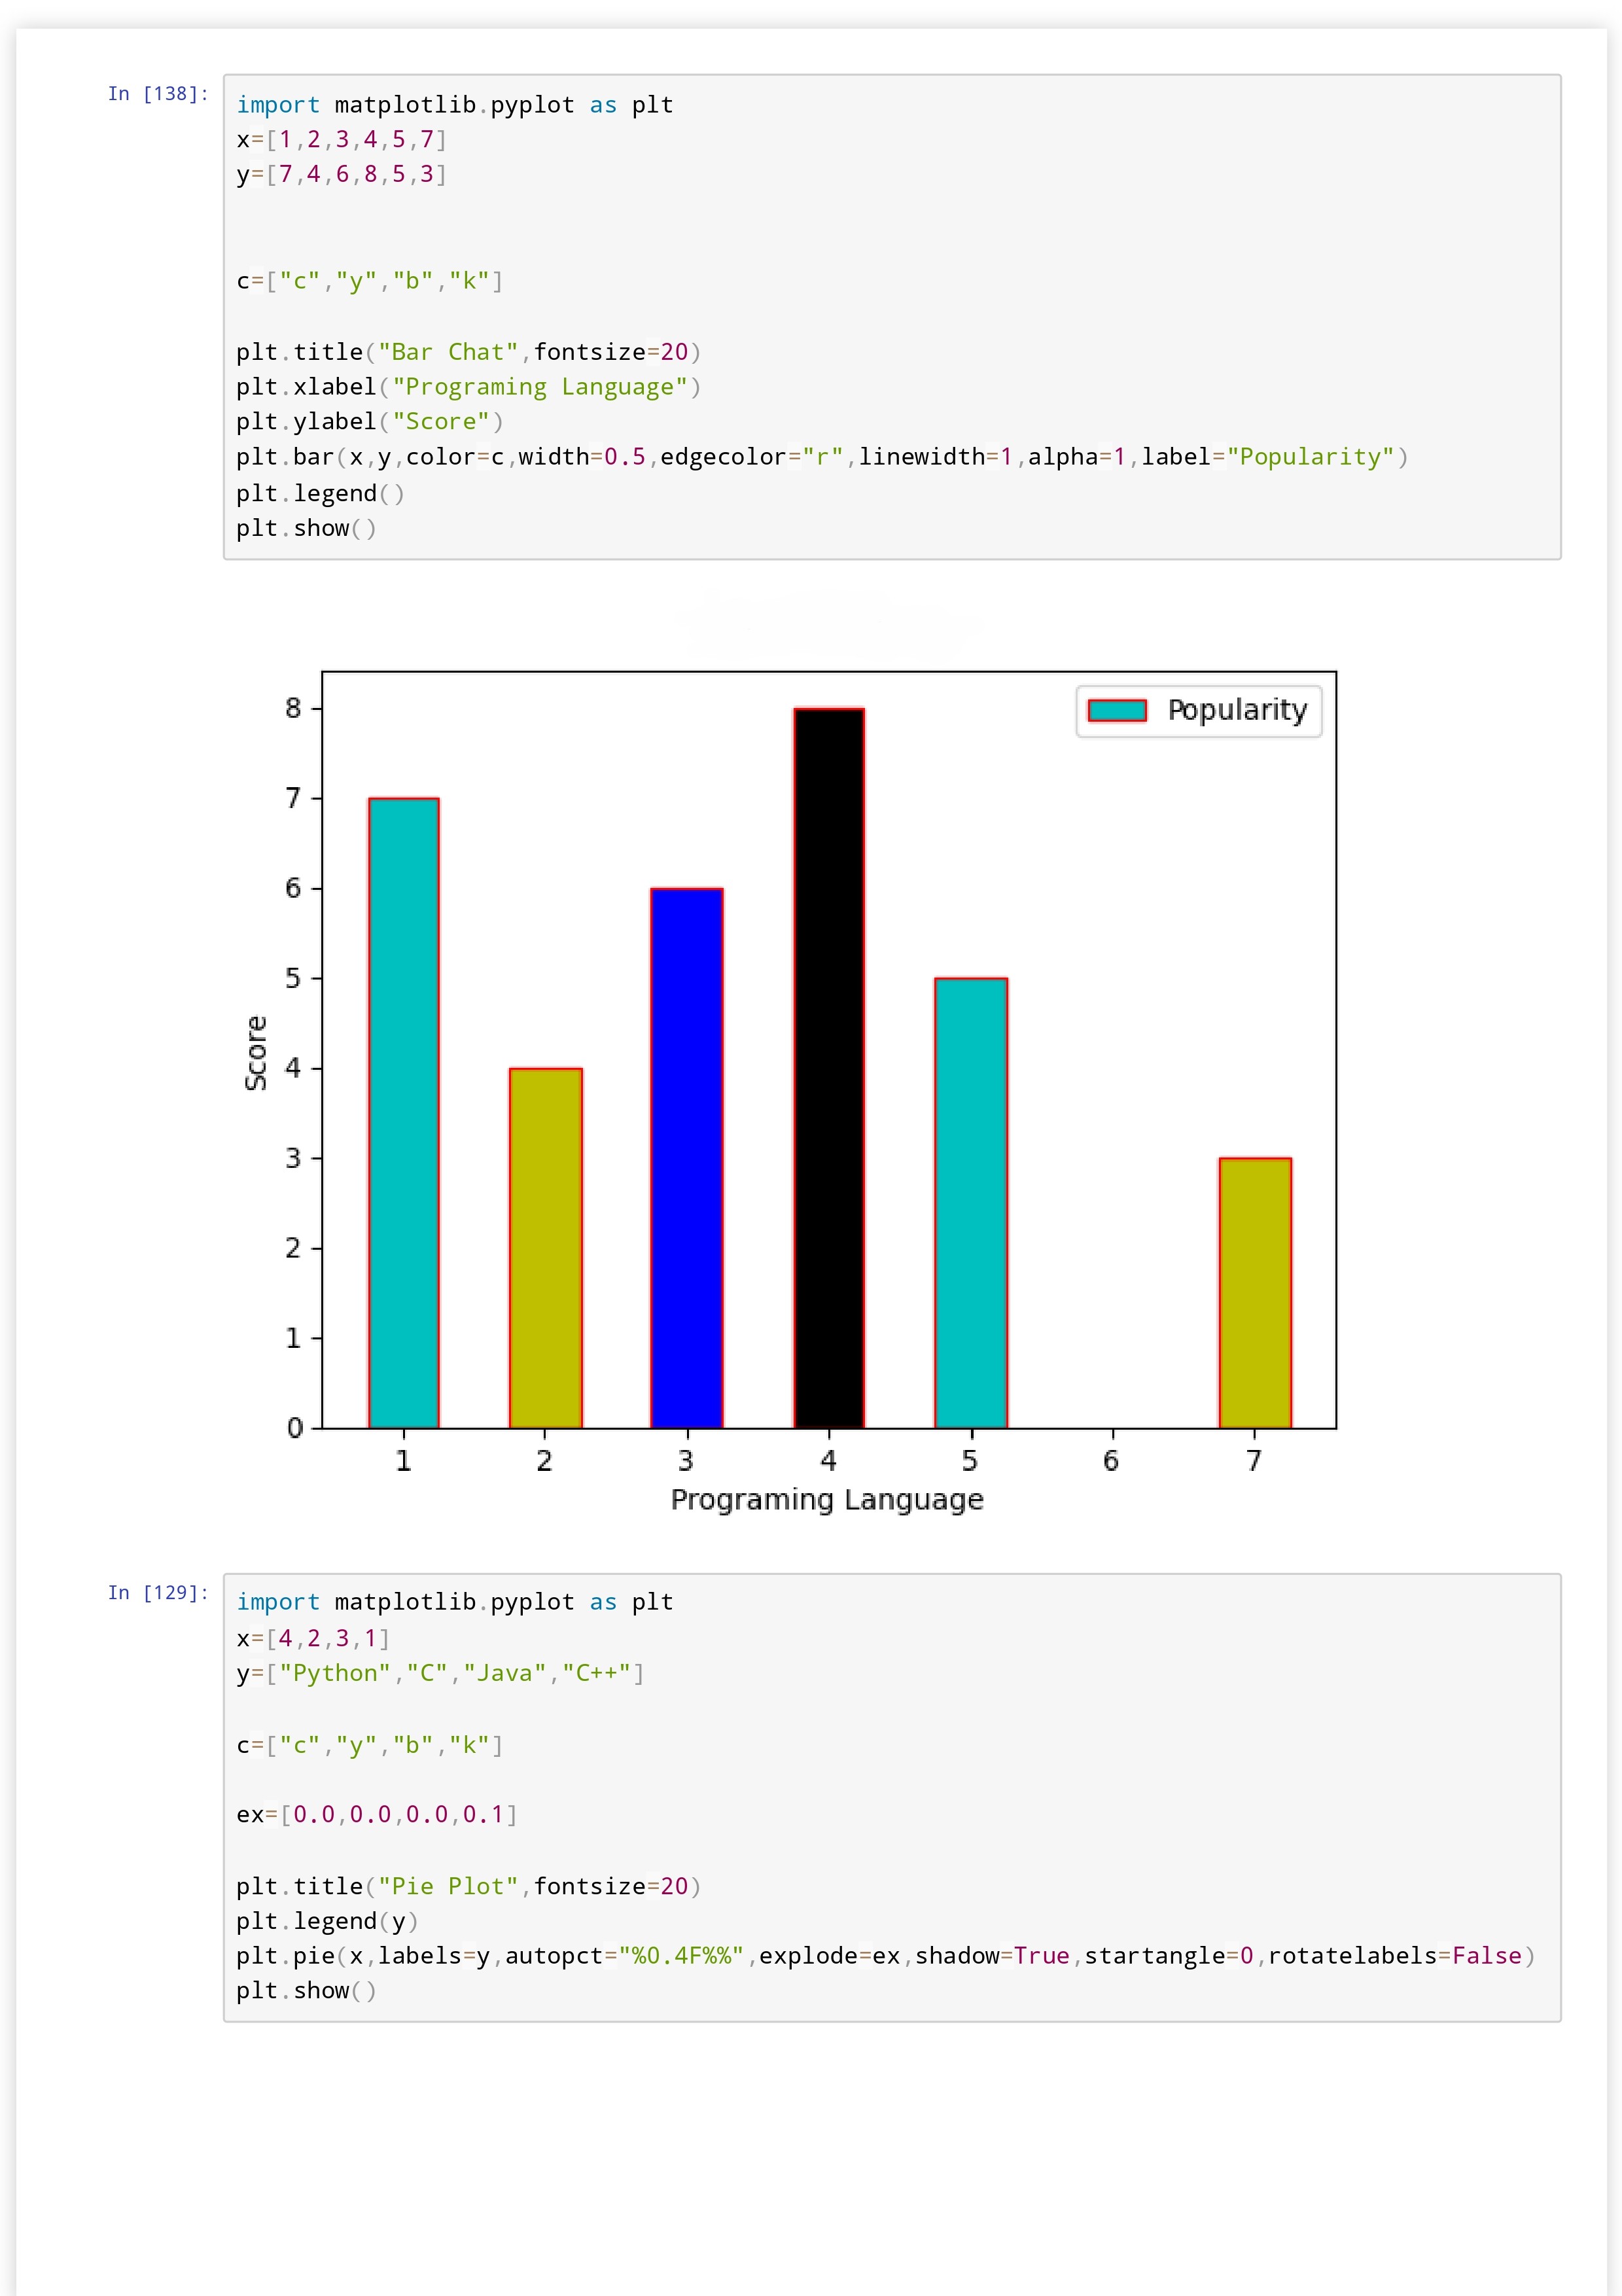 In [138]:
import matplotlib.pyplot as plt
x=[1,2,3,4,5,7]
y=[7,4,6,8,5,3]
c=["c","y","b","k"]
plt.title("Bar Chat",fontsize=20)
plt.xlabel("Programing Language")
plt.ylabel("Score")
plt.bar(x,y,color=c,width=0.5,edgecolor="r",linewidth=1,alpha=1,label="Popularity")
plt.legend()
plt.show()
Popularity
8
7
6
5
4
3
2
1
0
Score
1 2 3 4 5 6 7
Programing Language
In [129]:
import matplotlib.pyplot as plt
x=[4,2,3,1]
y=["Python","C","Java","C++"]
c=["c","y","b","k"]
ex=[0.0,0.0,0.0,0.1]
plt.title("Pie Plot",fontsize=20)
plt.legend(y)
plt.pie(x,labels=y,autopct="%0.4F%%",explode=ex,shadow=True,startangle=0,rotatelabels=False)
plt.show()